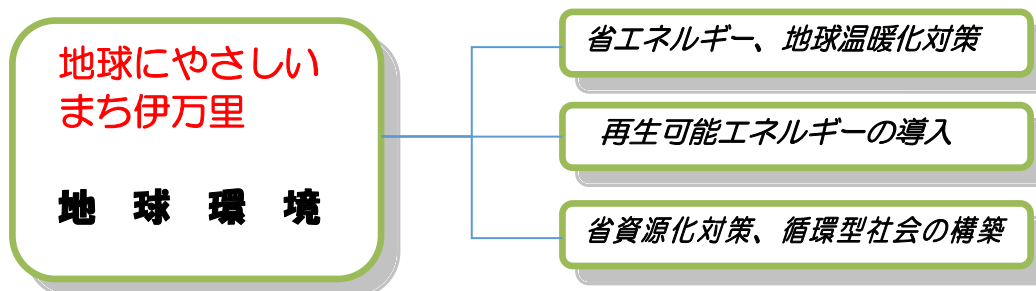 地球にやさしい
まち伊万里
地 球 環 境
省エネルギー、地球温暖化対策
再生可能エネルギーの導入
省資源化対策、循環型社会の構築